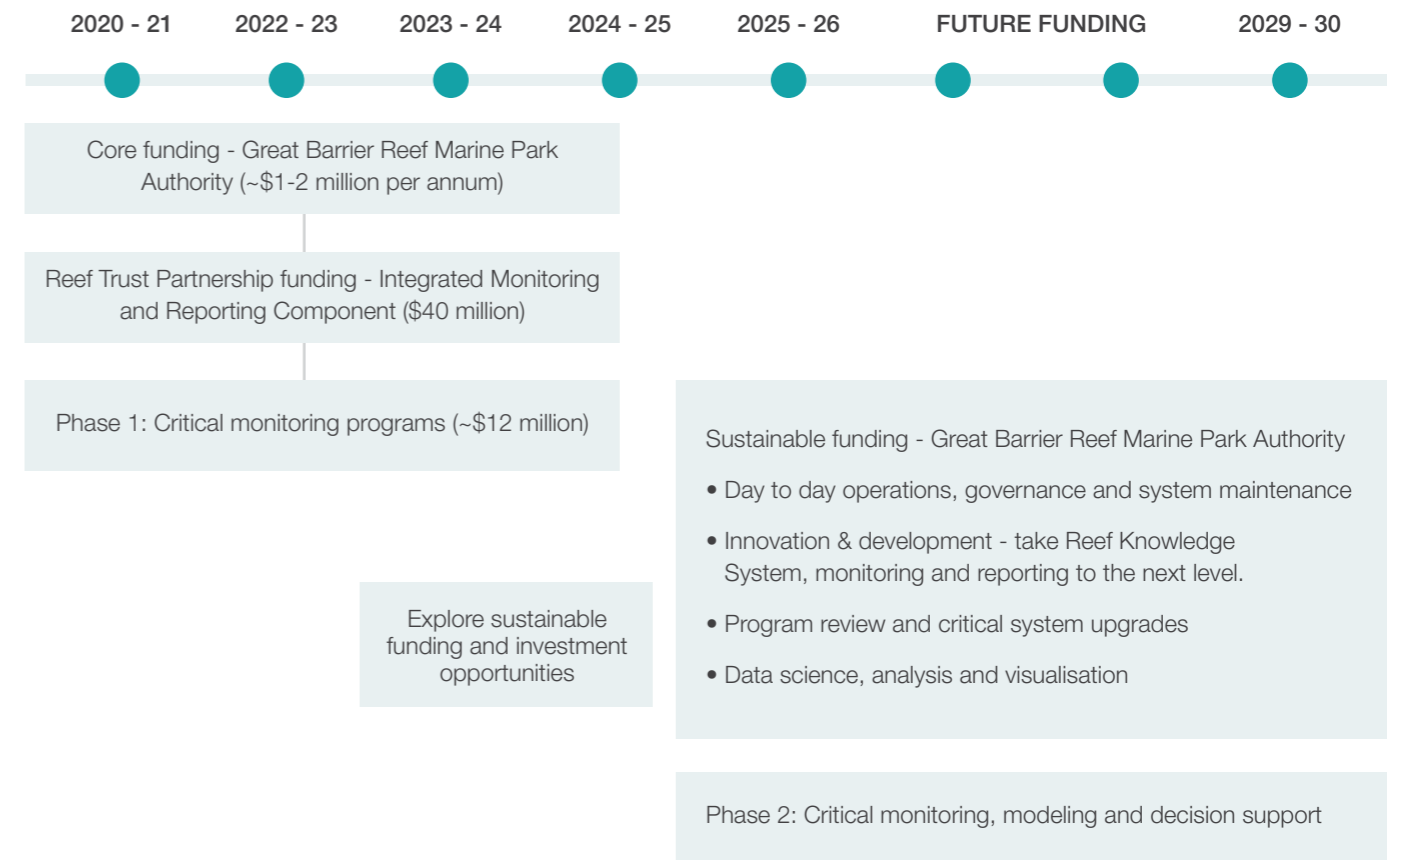 2020 - 21
2022 - 23
2023 - 24
2024 - 25
2025 - 26
FUTURE FUNDING
2029 - 30
Core funding - Great Barrier Reef Marine Park
Authority (~$1-2 million per annum)
Reef Trust Partnership funding - Integrated Monitoring
and Reporting Component ($40 million)
Phase 1: Critical monitoring programs (~$12 million)
Explore sustainable
funding and investment
opportunities
Sustainable funding - Great Barrier Reef Marine Park Authority
• Day to day operations, governance and system maintenance
• Innovation & development - take Reef Knowledge
System, monitoring and reporting to the next level.
• Program review and critical system upgrades
• Data science, analysis and visualisation
Phase 2: Critical monitoring, modeling and decision support